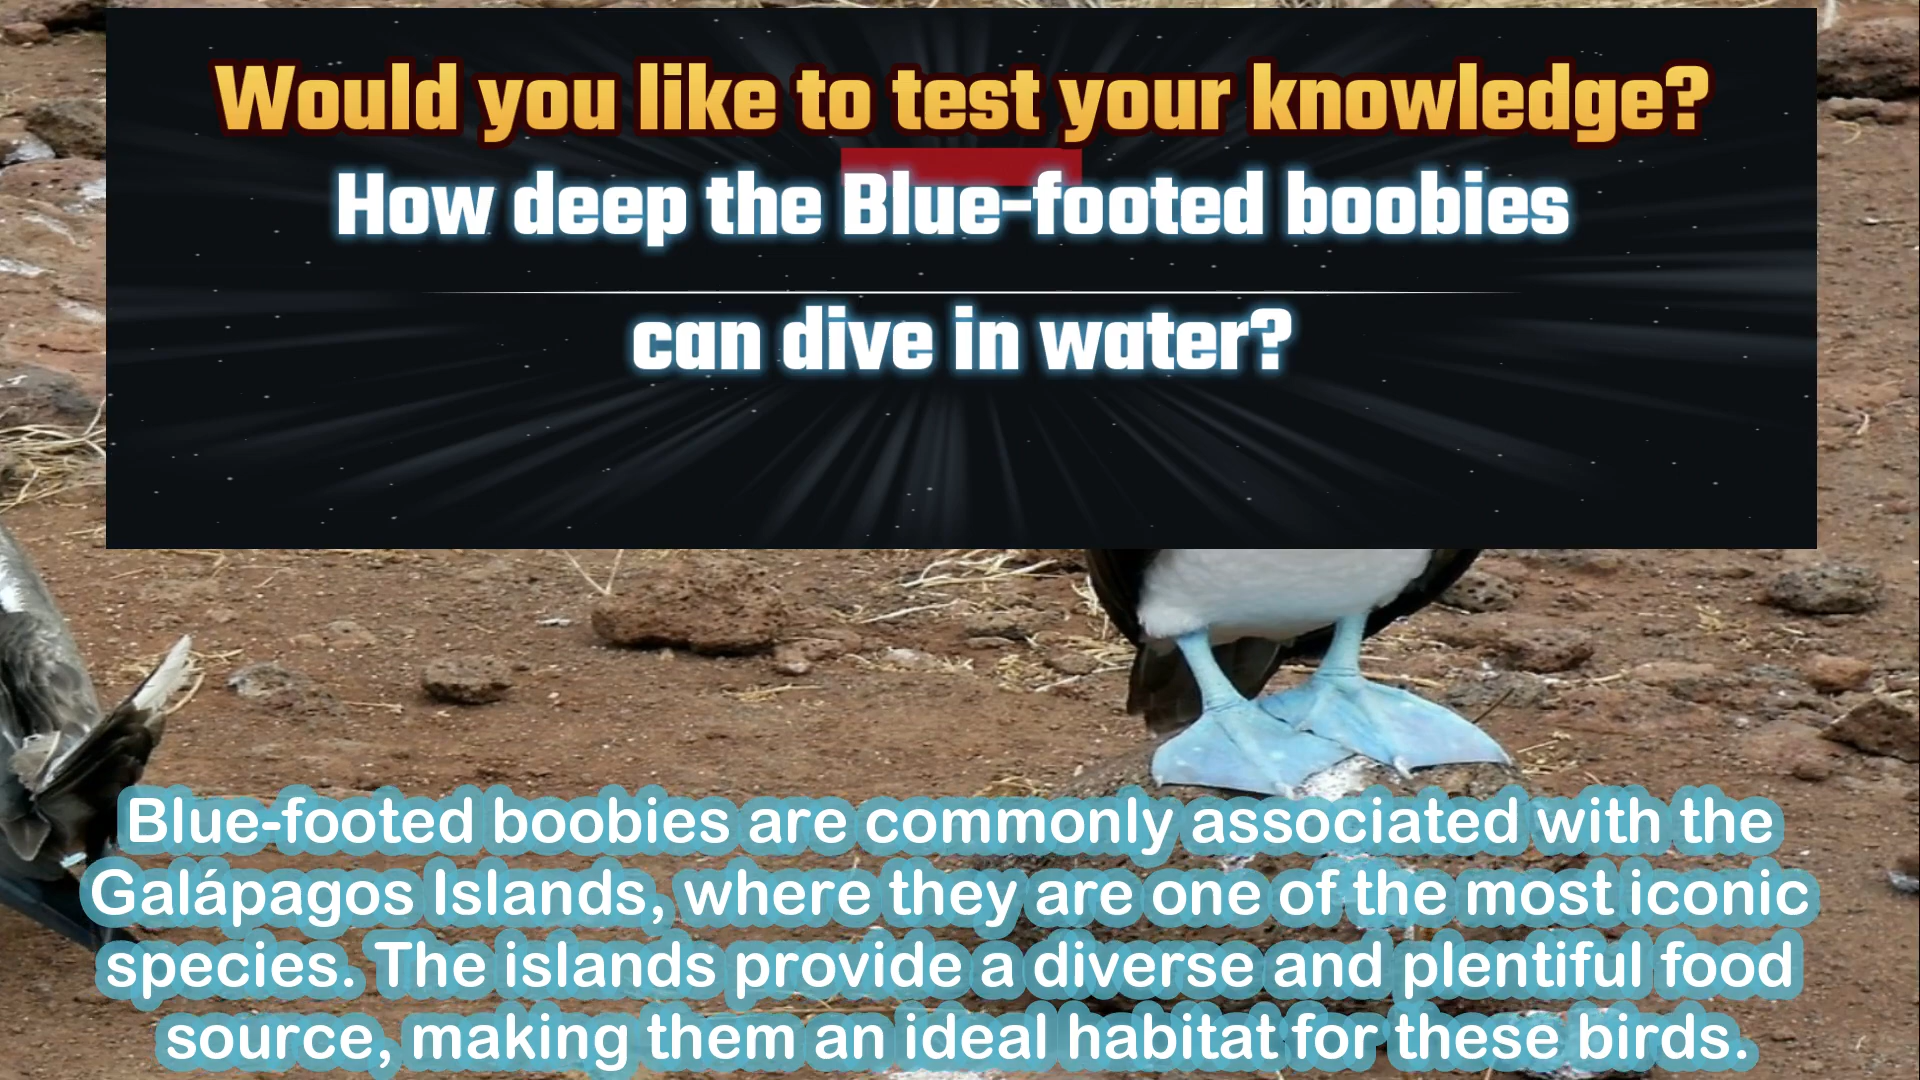 Would you like to test your knowledge?
How deep the Blue-footed boobies
can dive in water?
Blue-footed boobies are commonly associated with the
Galápagos Islands, where they are one of the most iconic
species. The islands provide a diverse and plentiful food
source, making them an ideal habitat for these birds.